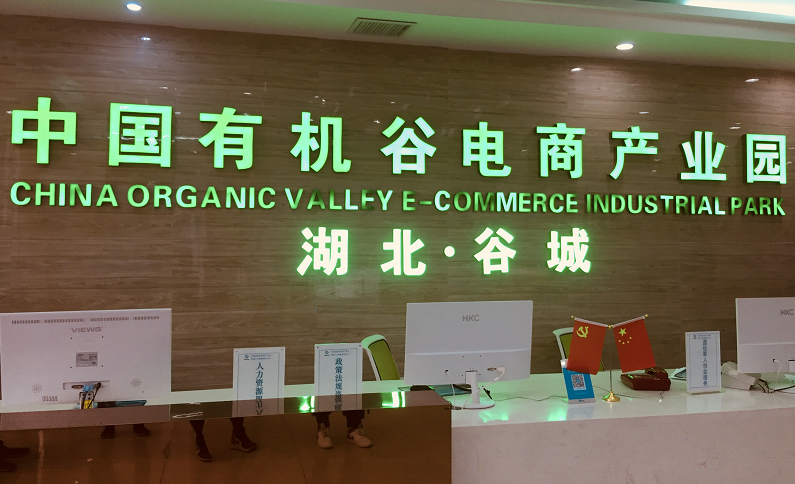 中国有机谷电商产业园
CHINA ORGANIC VALLEY E-COMMERCE INDUSTRIAL PARK
湖北·谷城
VIEWG
HKC
HKC
人力资源
政策法规